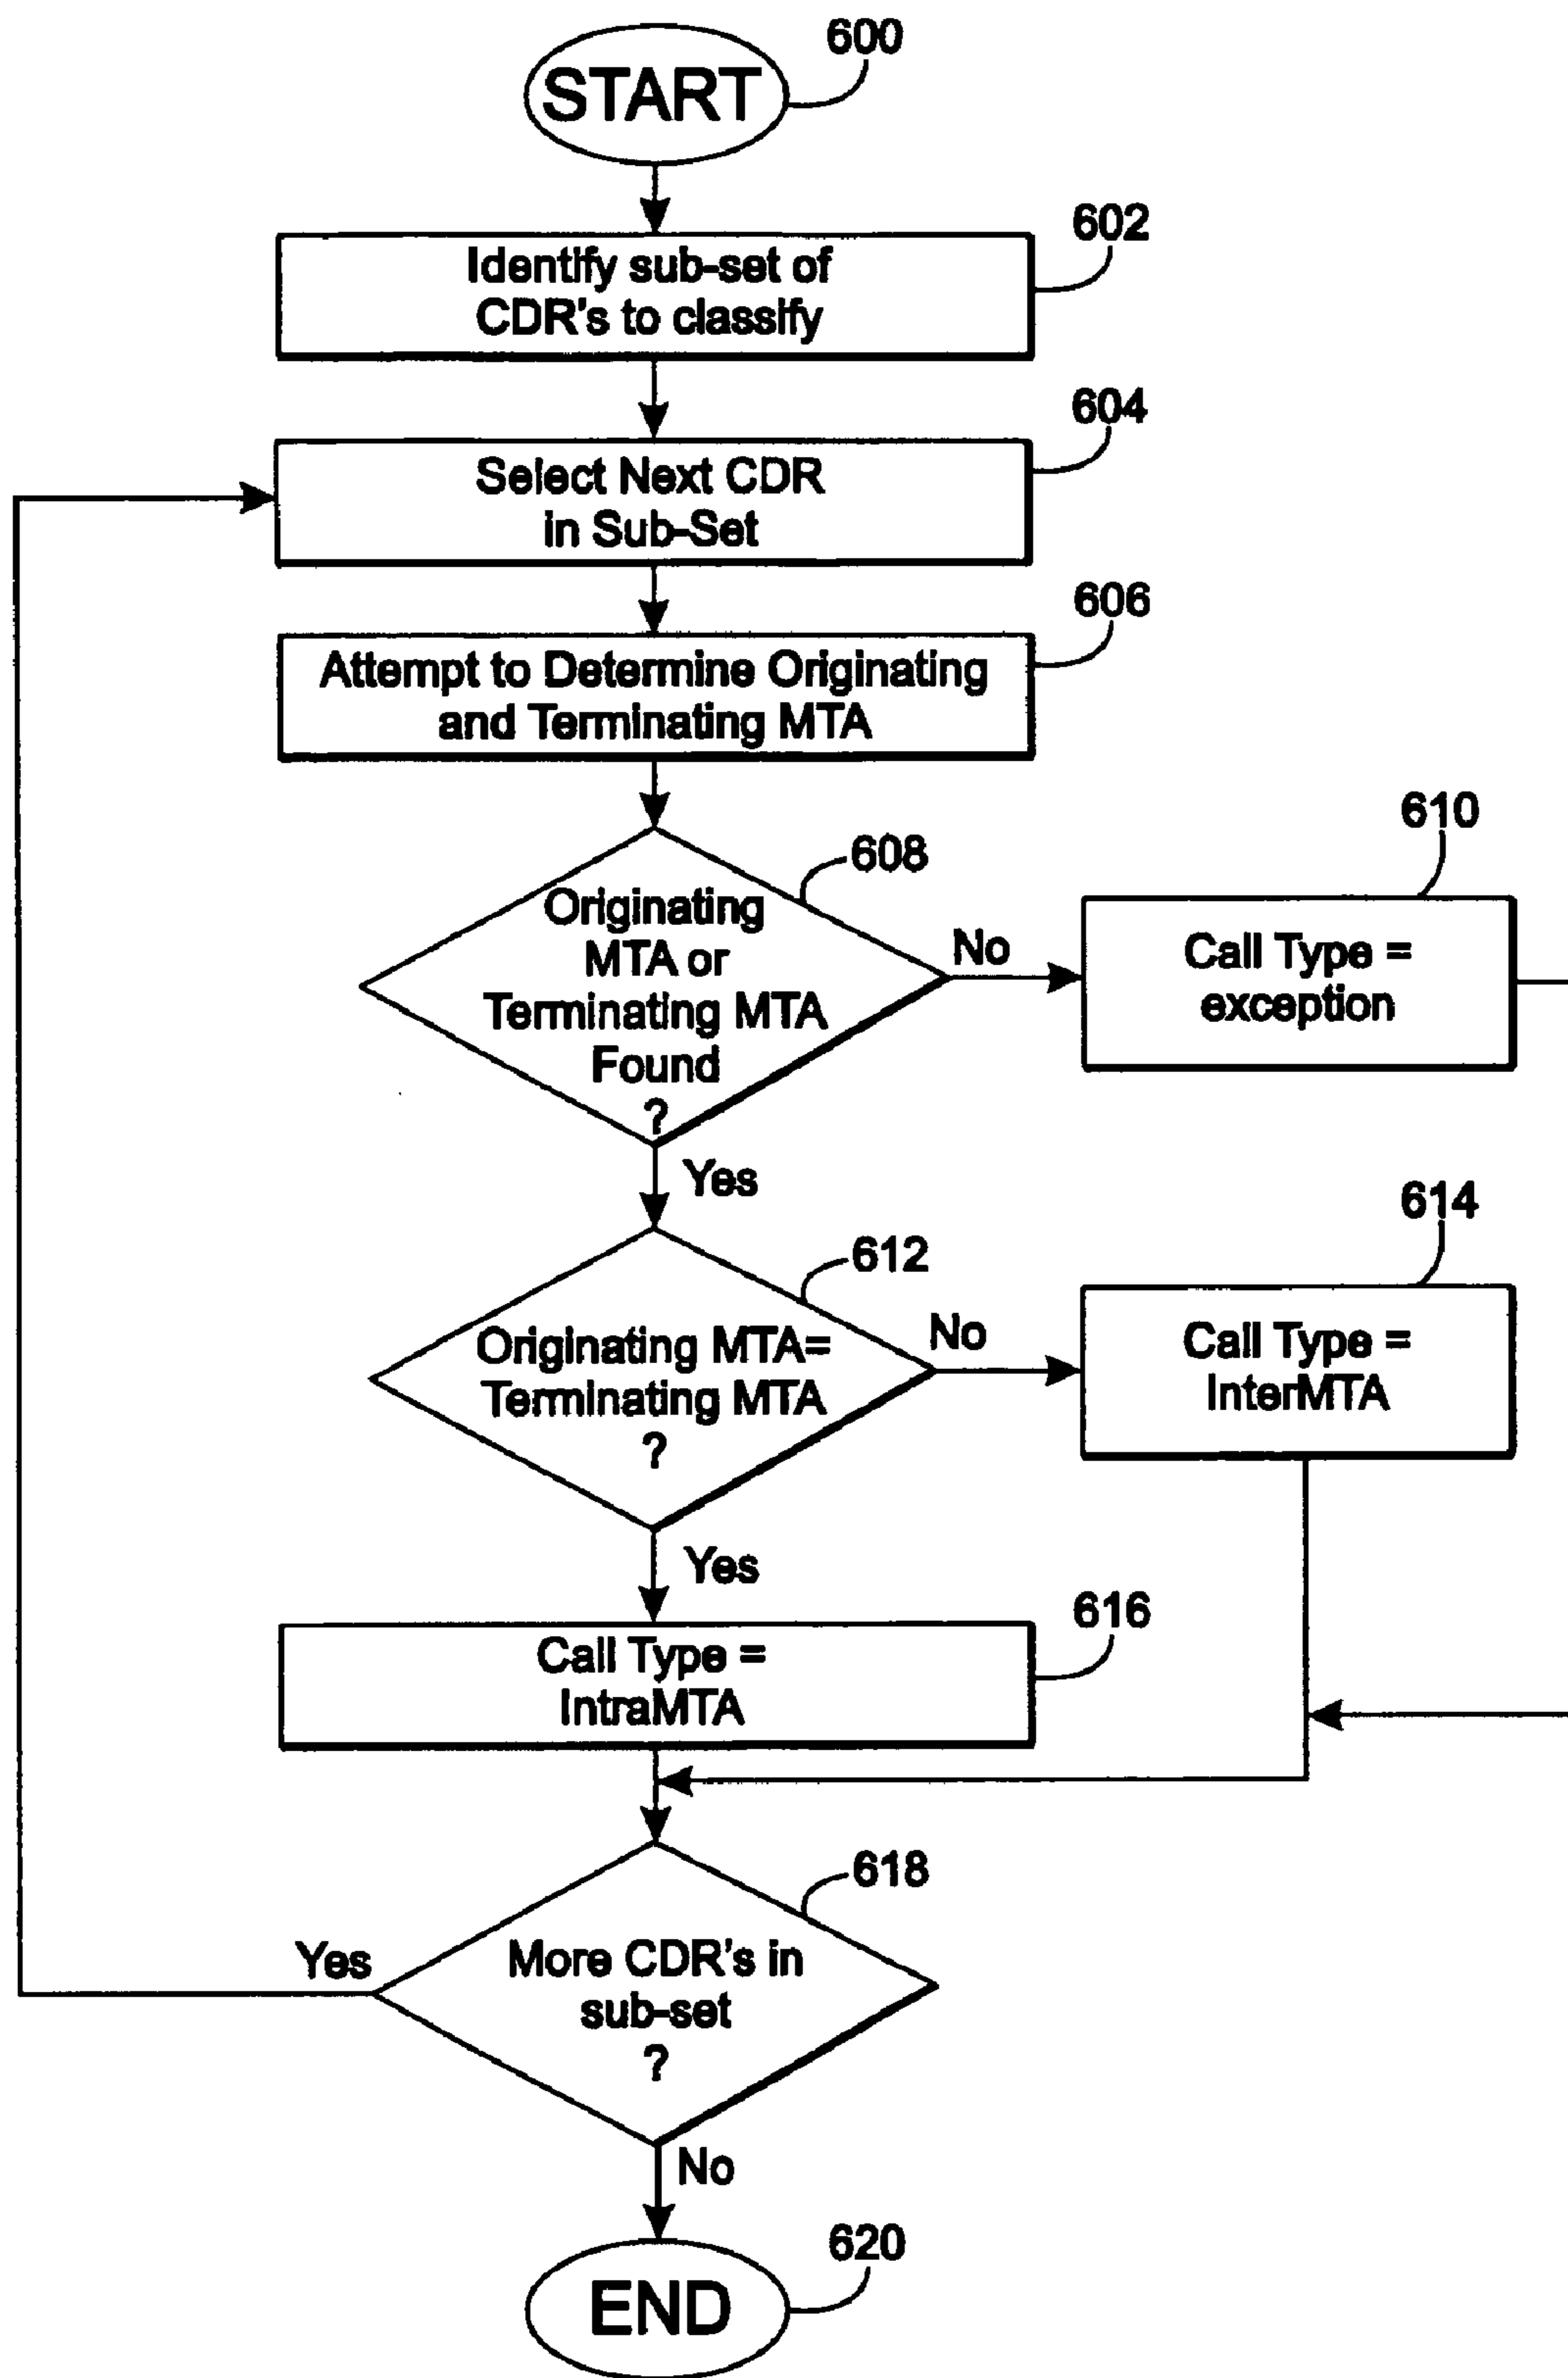 600
START
602
Identify sub-set of
CDR's to classify
604
Select Next CDR
in Sub-Set
606
Attempt to Determine Originating
and Terminating MTA
608
Originating
MTA or
Terminating MTA
Found
?
No
610
Call Type =
exception
Yes
612
Originating MTA=
Terminating MTA
?
No
614
Call Type =
InterMTA
Yes
616
Call Type =
IntraMTA
618
More CDR's in
sub-set
?
Yes
No
620
END